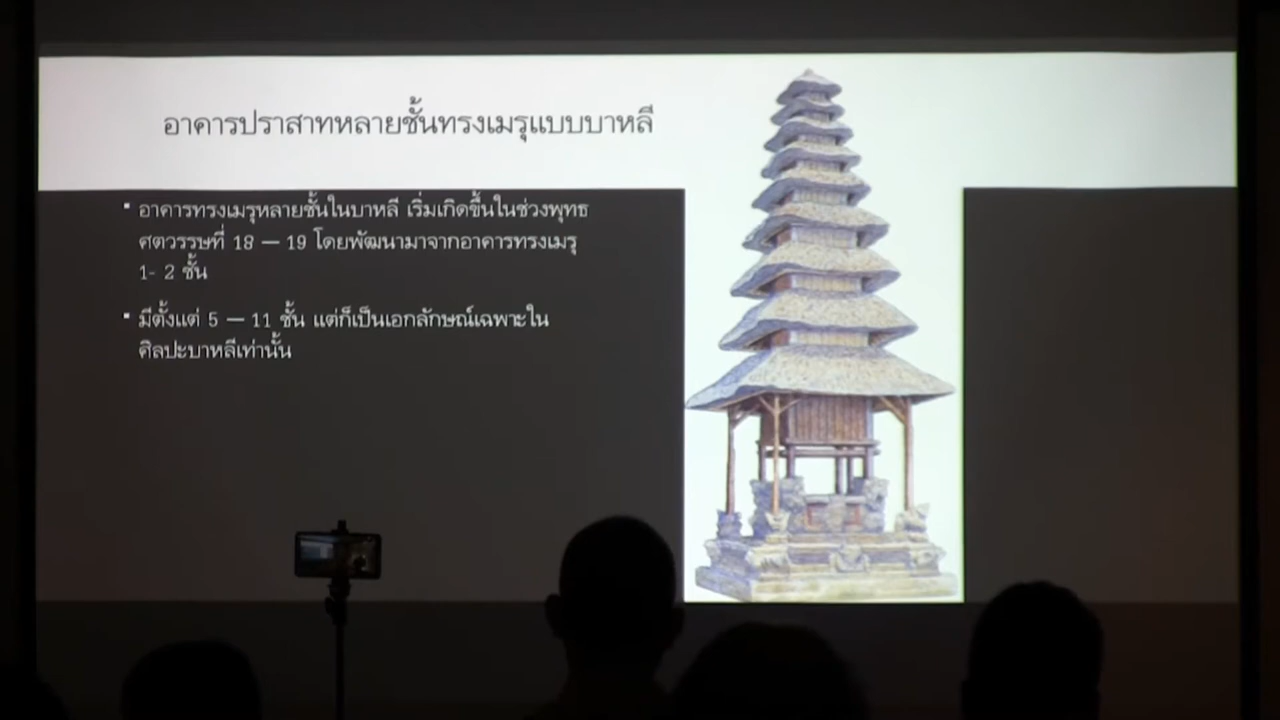 อาคารปราสาทหลายชั้นทรงเมรุแบบบาหลี
▪ อาคารทรงเมรุหลายชั้นในบาหลี เริ่มเกิดขึ้นในช่วงพุทธ
ศตวรรษที่ 18 – 19 โดยพัฒนามาจากอาคารทรงเมรุ
1- 2 ชั้น
▪ มีตั้งแต่ 5 – 11 ชั้น แต่ก็เป็นเอกลักษณ์เฉพาะใน
ศิลปะบาหลีเท่านั้น